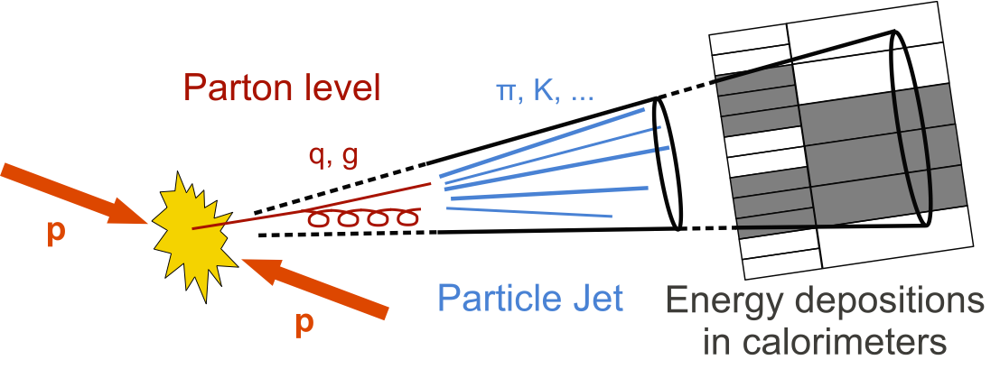 Parton level
π, K, ...
q, g
p
p
Particle Jet
Energy depositions
in calorimeters